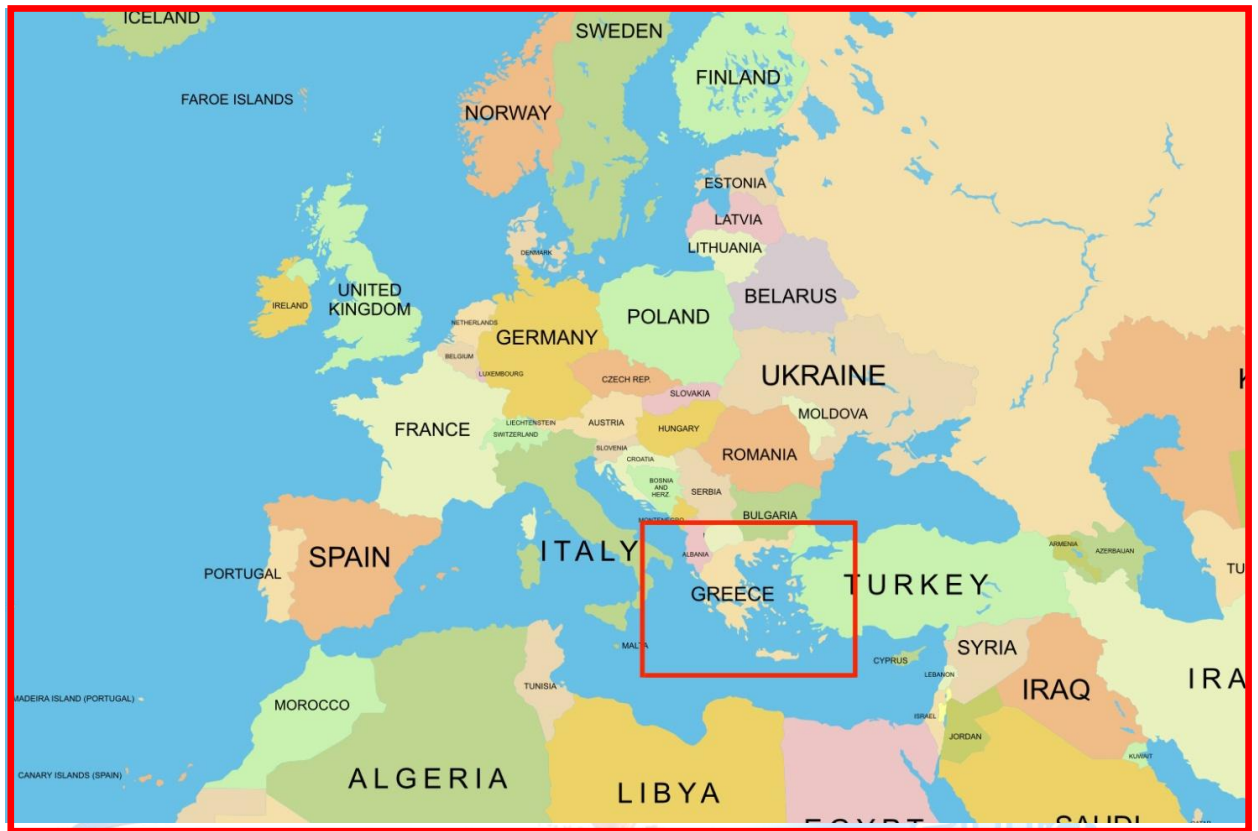 ICELAND
SWEDEN
FINLAND
FAROE ISLANDS
NORWAY
ESTONIA
LATVIA
LITHUANIA
DENMARK
UNITED
KINGDOM
IRELAND
BELARUS
POLAND
NETHERLANDS
GERMANY
BELGIUM
LUXEMBOURG
CZECH REP.
UKRAINE
SLOVAKIA
MOLDOVA
FRANCE
LIECHTENSTEIN
AUSTRIA
SWITZERLAND
HUNGARY
SLOVENIA
ROMANIA
CROATIA
BOSNIA
AND
HERZ.
SERBIA
MONTENEGRO
BULGARIA
SPAIN
ITALY
ALBANIA
ARMENIA
AZERBAIJAN
PORTUGAL
GREECE
TURKEY
TU
MALTA
CYPRUS
SYRIA
LEBANON
TUNISIA
IRAQ
IRA
MADEIRA ISLAND (PORTUGAL)
MOROCCO
ISRAEL
JORDAN
KUWAIT
CANARY ISLANDS (SPAIN)
ALGERIA
LIBYA
EGYPT
SAUDI